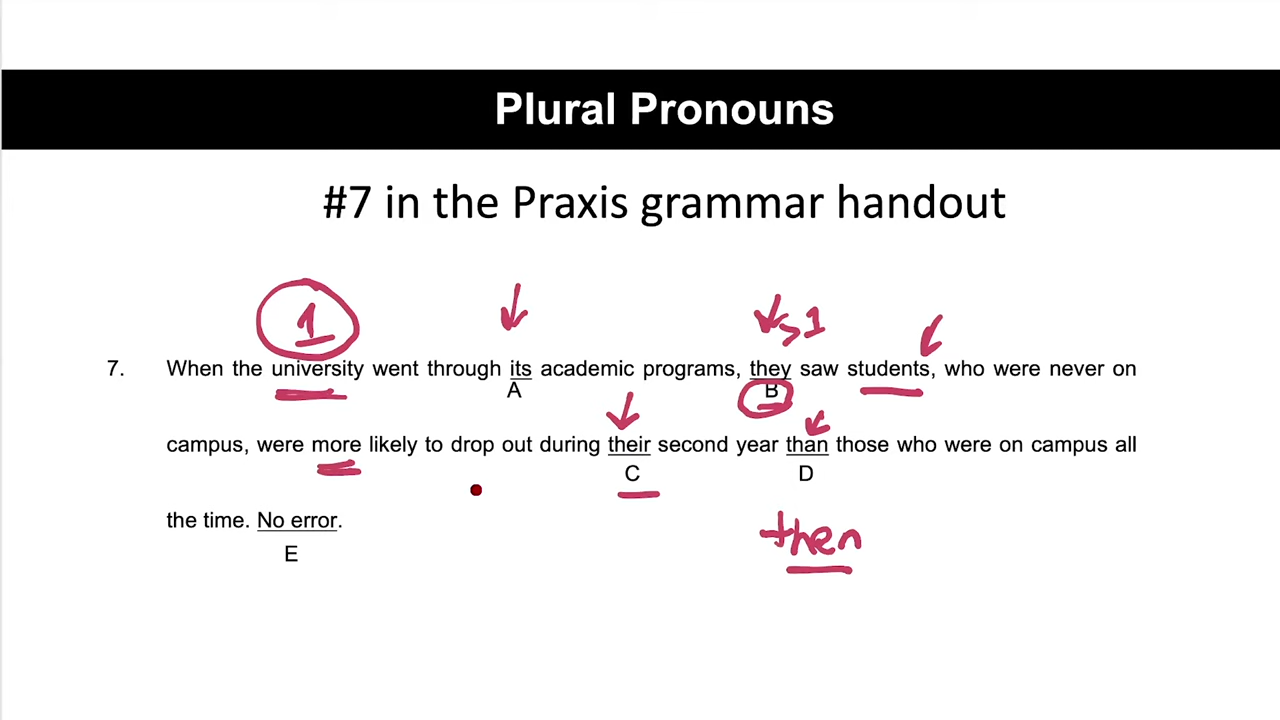 Plural Pronouns
#7 in the Praxis grammar handout
1
>1
7. When the university went through its academic programs, they saw students, who were never on
A B
campus, were more likely to drop out during their second year than those who were on campus all
C D
then
the time. No error.
E